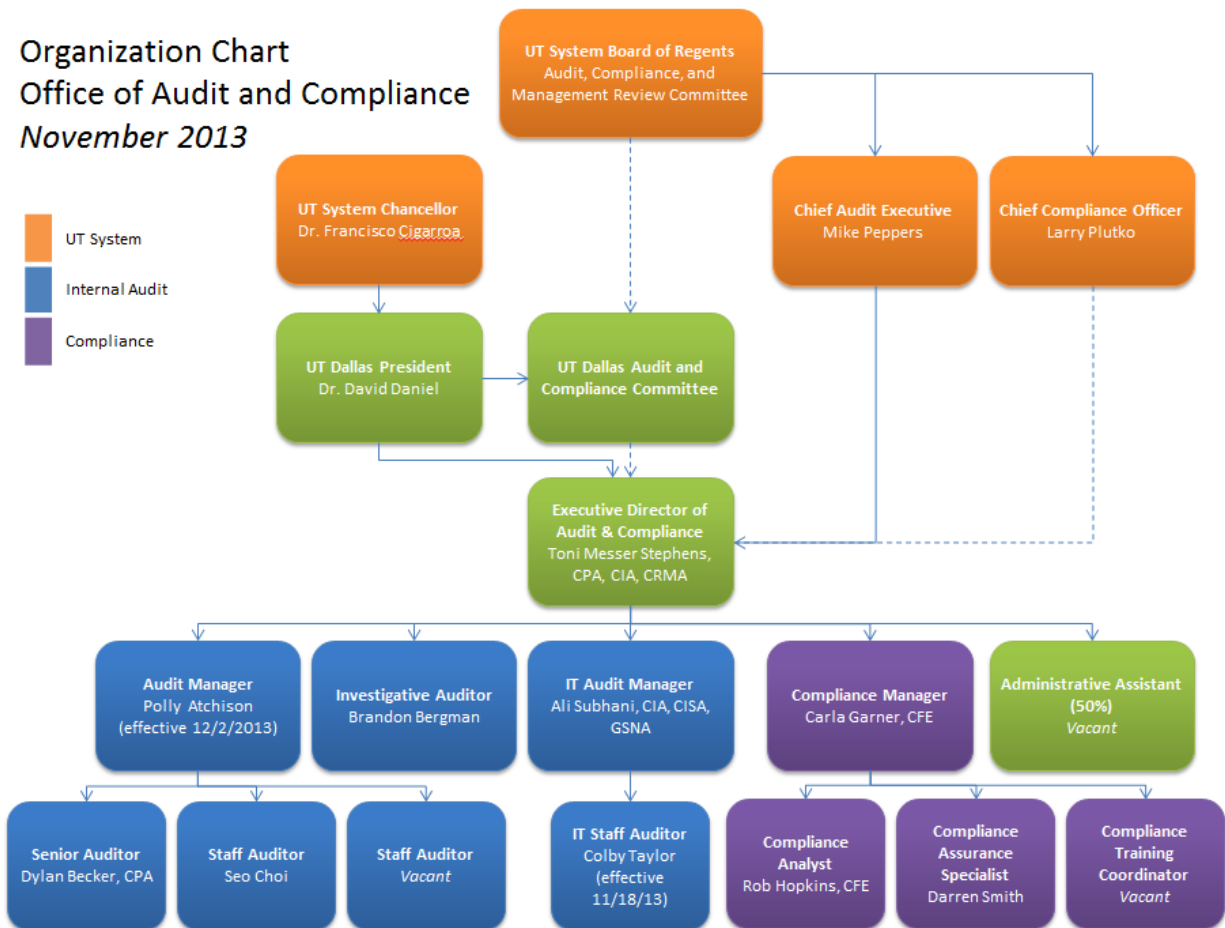 Organization Chart
Office of Audit and Compliance
November 2013
UT System
Internal Audit
Compliance
UT System Board of Regents
Audit, Compliance, and
Management Review Committee
UT System Chancellor
Dr. Francisco Cigarroa
Chief Audit Executive
Mike Peppers
Chief Compliance Officer
Larry Plutko
UT Dallas President
Dr. David Daniel
UT Dallas Audit and
Compliance Committee
Executive Director of
Audit & Compliance
Toni Messer Stephens,
CPA, CIA, CRMA
Audit Manager
Polly Atchison
(effective 12/2/2013)
Investigative Auditor
Brandon Bergman
IT Audit Manager
Ali Subhani, CIA, CISA,
GSNA
Compliance Manager
Carla Garner, CFE
Administrative Assistant
(50%)
Vacant
Senior Auditor
Dylan Becker, CPA
Staff Auditor
Seo Choi
Staff Auditor
Vacant
IT Staff Auditor
Colby Taylor
(effective
11/18/13)
Compliance
Analyst
Rob Hopkins, CFE
Compliance
Assurance
Specialist
Darren Smith
Compliance
Training
Coordinator
Vacant